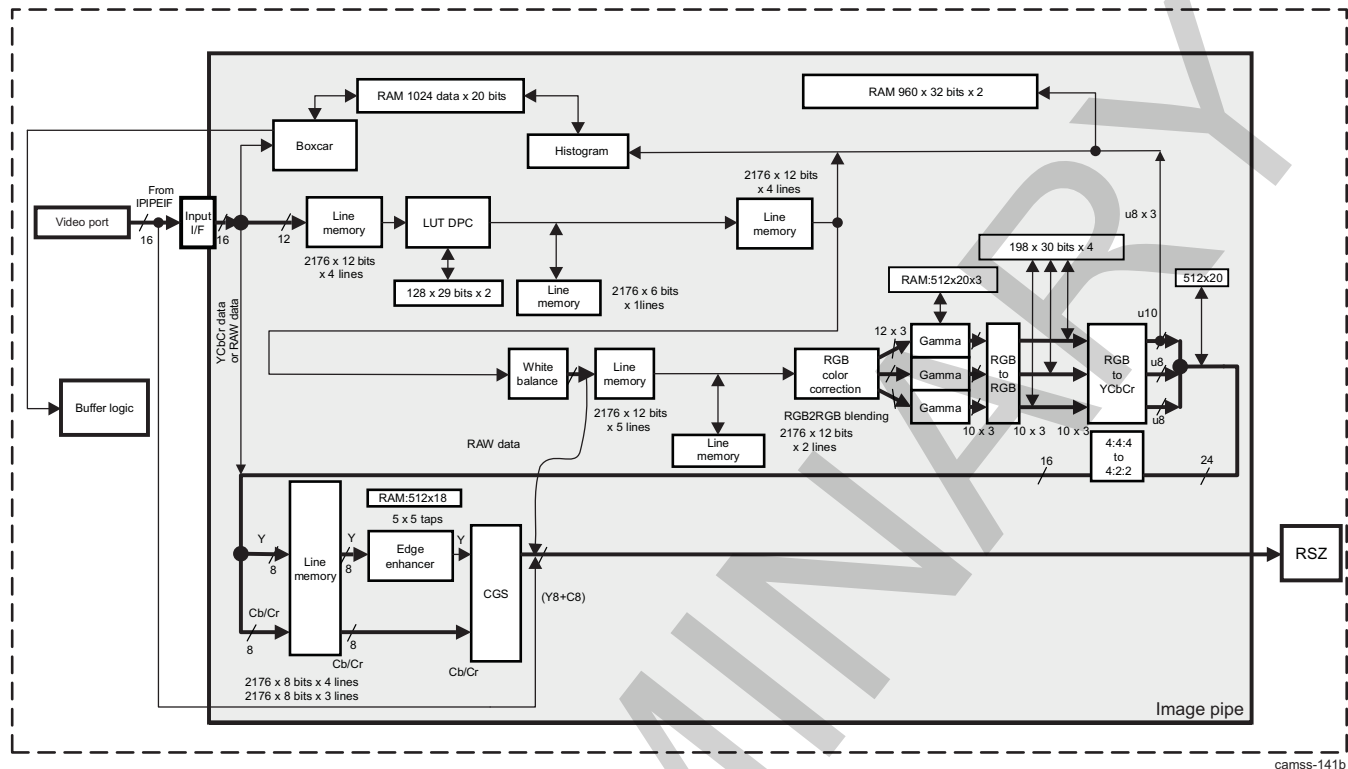 RAM 1024 data x 20 bits
RAM 960 x 32 bits x 2
Boxcar
Histogram
2176 x 12 bits
x 4 lines
From
IPIPEIF
Video port
16
Input
I/F
16
12
Line
memory
2176 x 12 bits
x 4 lines
LUT DPC
128 x 29 bits x 2
Line
memory
2176 x 6 bits
x 1lines
Line
memory
u8 x 3
198 x 30 bits x 4
RAM:512x20x3
512x20
YCbCr data
or RAW data
u10
12 x 3
White
balance
Line
memory
2176 x 12 bits
x 5 lines
RGB
color
correction
Gamma
Gamma
Gamma
RGB
to
RGB
RGB
to
YCbCr
u8
u8
Buffer logic
RAW data
Line
memory
RGB2RGB blending
2176 x 12 bits
x 2 lines
10 x 3
10 x 3
10 x 3
4:4:4
to
4:2:2
16
24
RAM:512x18
5 x 5 taps
Y
8
Line
memory
Y
8
Edge
enhancer
Y
CGS
RSZ
(Y8+C8)
Cb/Cr
8
8
Cb/Cr
Cb/Cr
2176 x 8 bits x 4 lines
2176 x 8 bits x 3 lines
Image pipe
camss-141b
MINARY